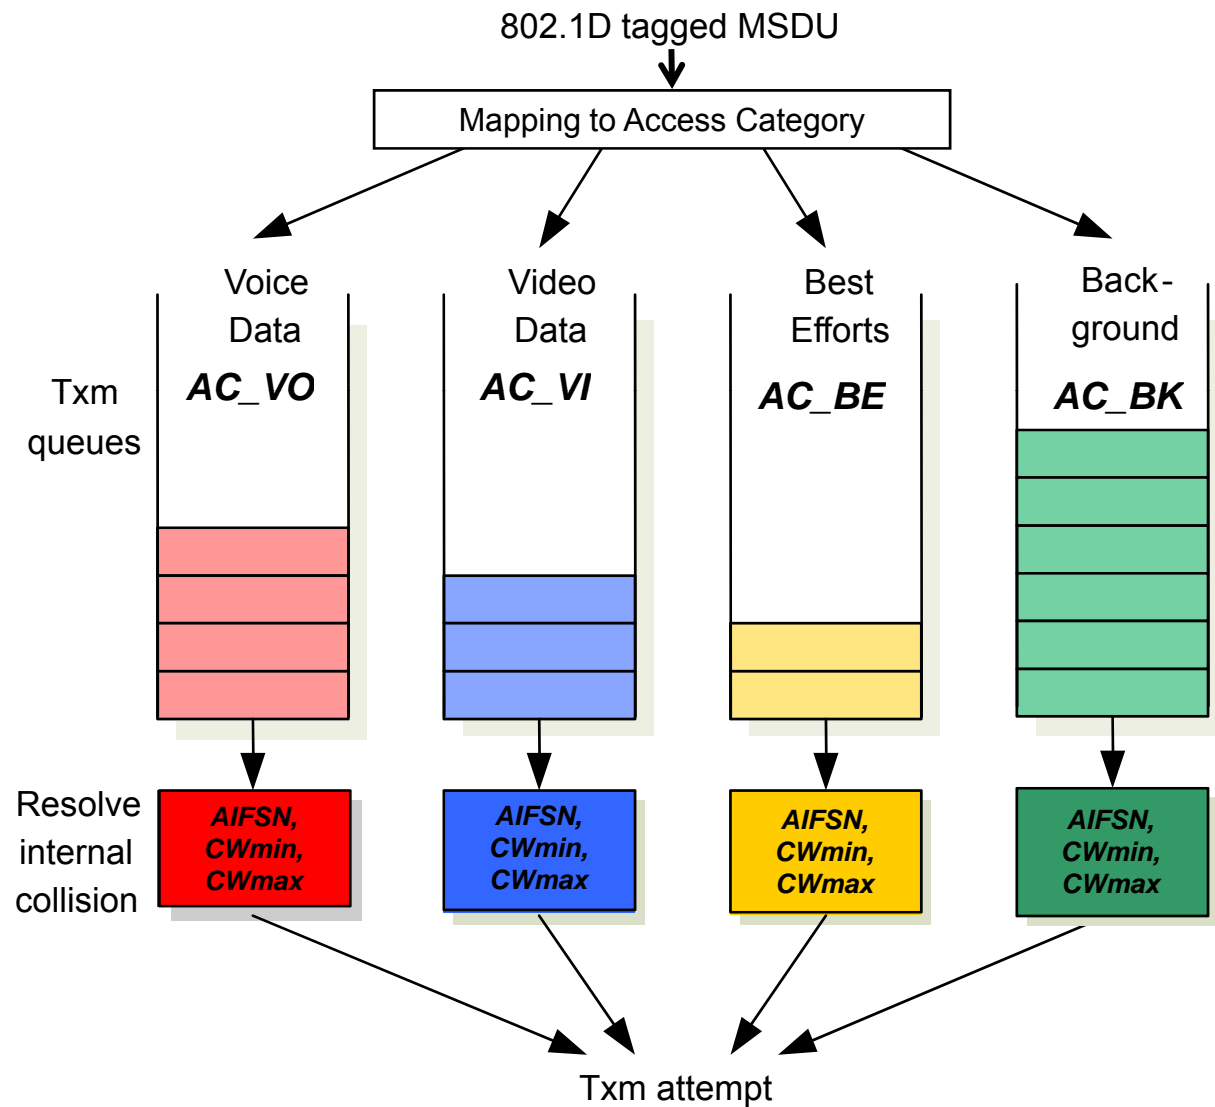 802.1D tagged MSDU
Mapping to Access Category
Voice
Data
AC_VO
Video
Data
AC_VI
Best
Efforts
AC_BE
Back-
ground
AC_BK
Txm
queues
Resolve
internal
collision
AIFSN,
CWmin,
CWmax
AIFSN,
CWmin,
CWmax
AIFSN,
CWmin,
CWmax
AIFSN,
CWmin,
CWmax
Txm attempt